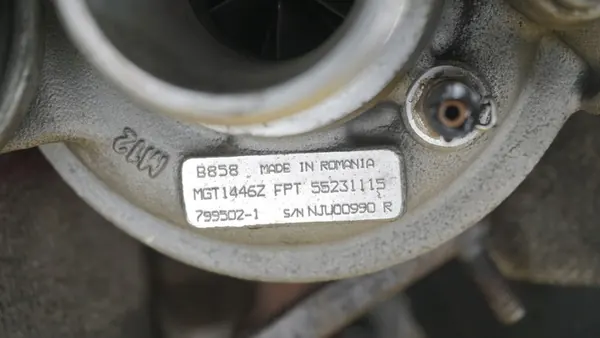 M12
B858 MADE IN ROMANIA
MGT1446Z FPT 55231115
799502-1 S/N NJU00990 R